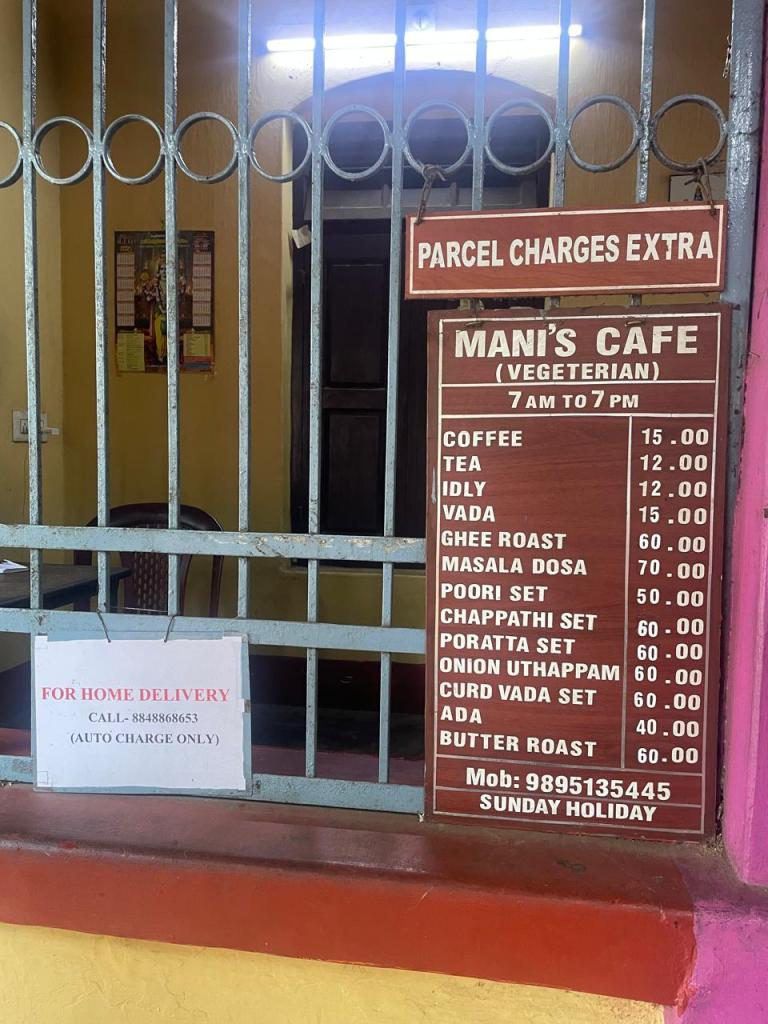 PARCEL CHARGES EXTRA
MANI'S CAFE
(VEGETERIAN)
7 AM TO 7 PM
COFFEE 15.00
TEA 12.00
IDLY 12.00
VADA 15.00
GHEE ROAST 60.00
MASALA DOSA 70.00
POORI SET 50.00
CHAPPATHI SET 60.00
PORATTA SET 60.00
ONION UTHAPPAM 60.00
CURD VADA SET 60.00
ADA 40.00
BUTTER ROAST 60.00
Mob: 9895135445
SUNDAY HOLIDAY
FOR HOME DELIVERY
CALL- 8848868653
(AUTO CHARGE ONLY)